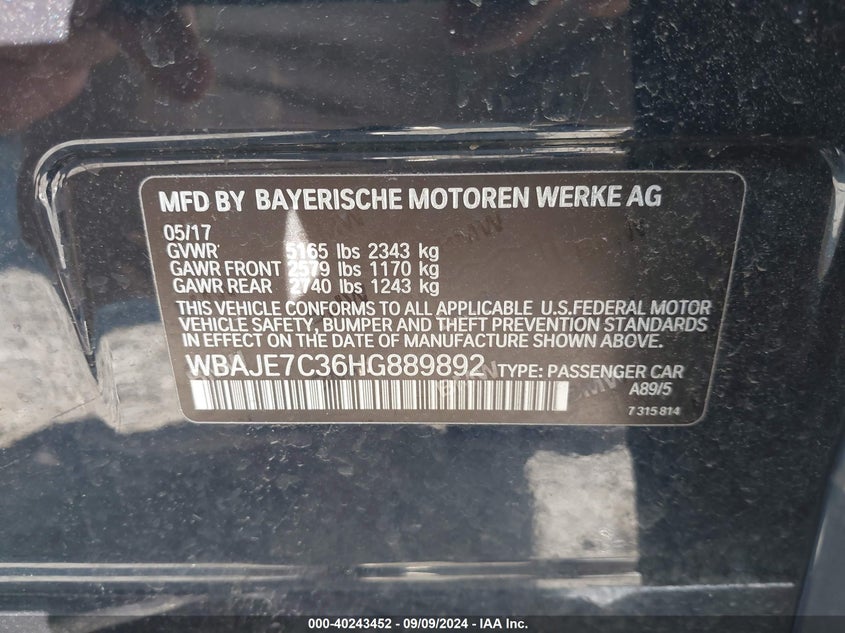 MFD BY BAYERISCHE MOTOREN WERKE AG
05/17
GVWR 5165 lbs 2343 kg
GAWR FRONT 2579 lbs 1170 kg
GAWR REAR 2740 lbs 1243 kg
THIS VEHICLE CONFORMS TO ALL APPLICABLE U.S.FEDERAL MOTOR
VEHICLE SAFETY, BUMPER AND THEFT PREVENTION STANDARDS
IN EFFECT ON THE DATE OF MANUFACTURE SHOWN ABOVE.
WBAJE7C36HG889892 TYPE: PASSENGER CAR
A89/5
7 315 814
000-40243452 - 09/09/2024 - IAA Inc.